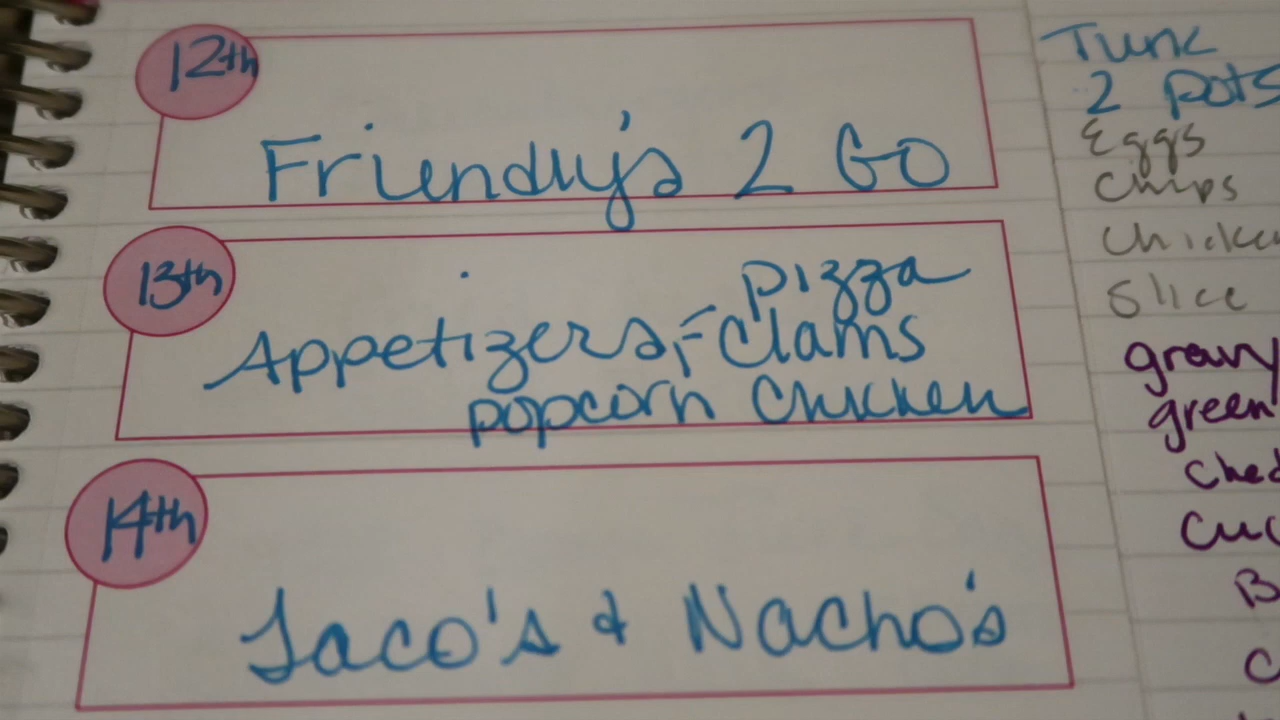 12th
Friendly's 2 Go
13th
pizza
Appetizers, - Clams
popcorn Chicken
14th
Taco's & Nacho's
2 pots
Eggs
Chips
Slice
gravy
green